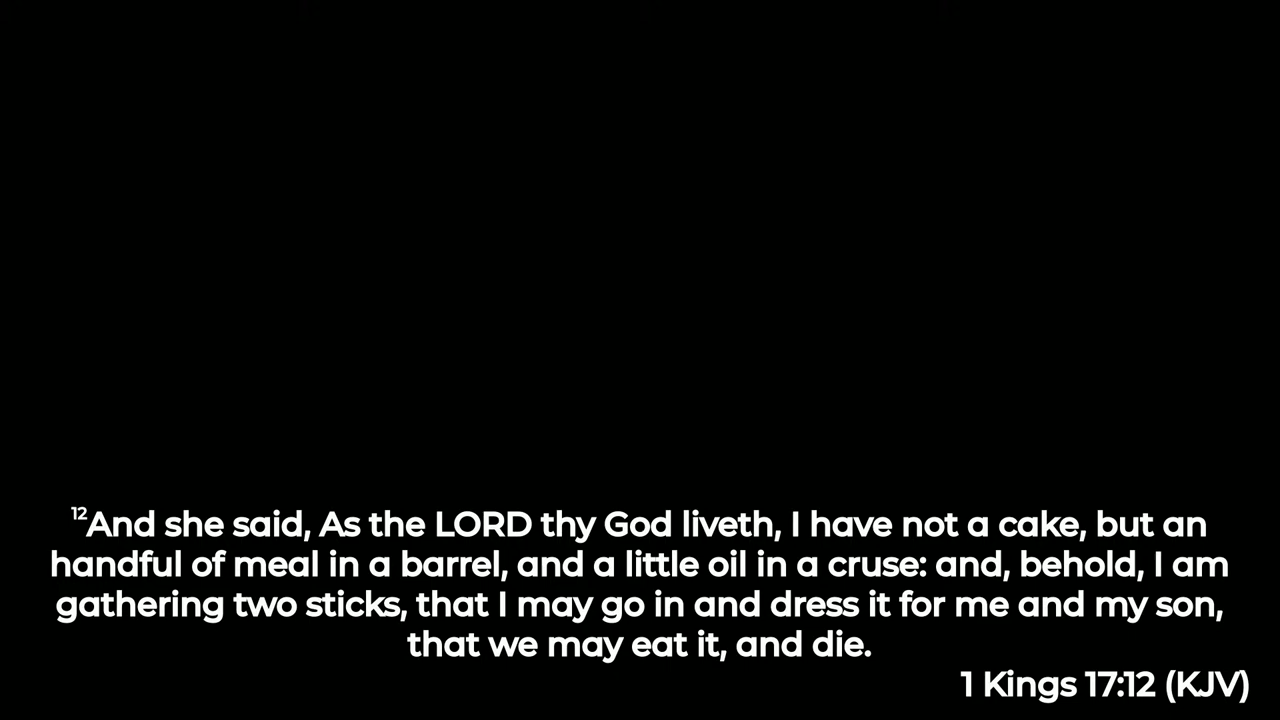 12And she said, As the LORD thy God liveth, I have not a cake, but an
handful of meal in a barrel, and a little oil in a cruse: and, behold, I am
gathering two sticks, that I may go in and dress it for me and my son,
that we may eat it, and die.
1 Kings 17:12 (KJV)